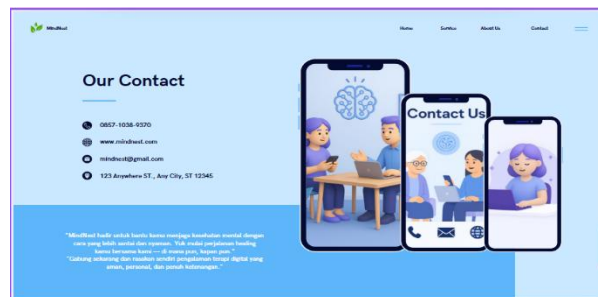 MindNest
Home Service About Us Contact
Our Contact
0857-1038-9370
www.mindnest.com
mindnest@gmail.com
123 Anywhere ST., Any City, ST 12345
Contact Us
"MindNest hadir untuk bantu kamu menjaga kesehatan mental dengan
cara yang lebih santai dan nyaman. Yuk mulai perjalanan healing
kamu bersama kami — di mana pun, kapan pun."
"Gabung sekarang dan rasakan sendiri pengalaman terapi digital yang
aman, personal, dan penuh ketenangan."